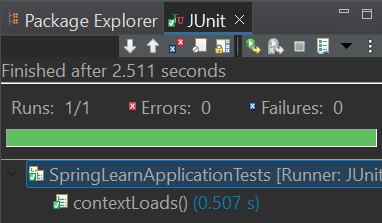 Package Explorer JUnit
Finished after 2.511 seconds
Runs: 1/1 Errors: 0 Failures: 0
SpringLearnApplicationTests [Runner: JUnit
contextLoads() (0.507 s)